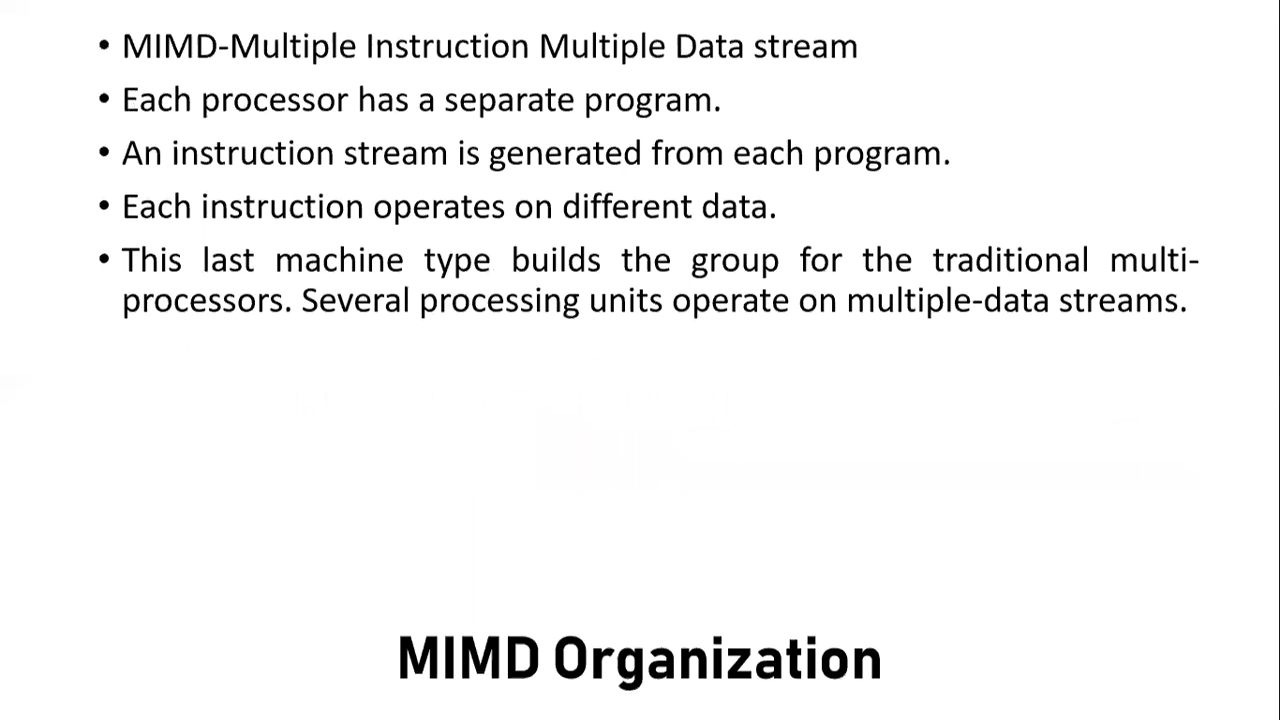 • MIMD-Multiple Instruction Multiple Data stream
• Each processor has a separate program.
• An instruction stream is generated from each program.
• Each instruction operates on different data.
• This last machine type builds the group for the traditional multi-
processors. Several processing units operate on multiple-data streams.
MIMD Organization